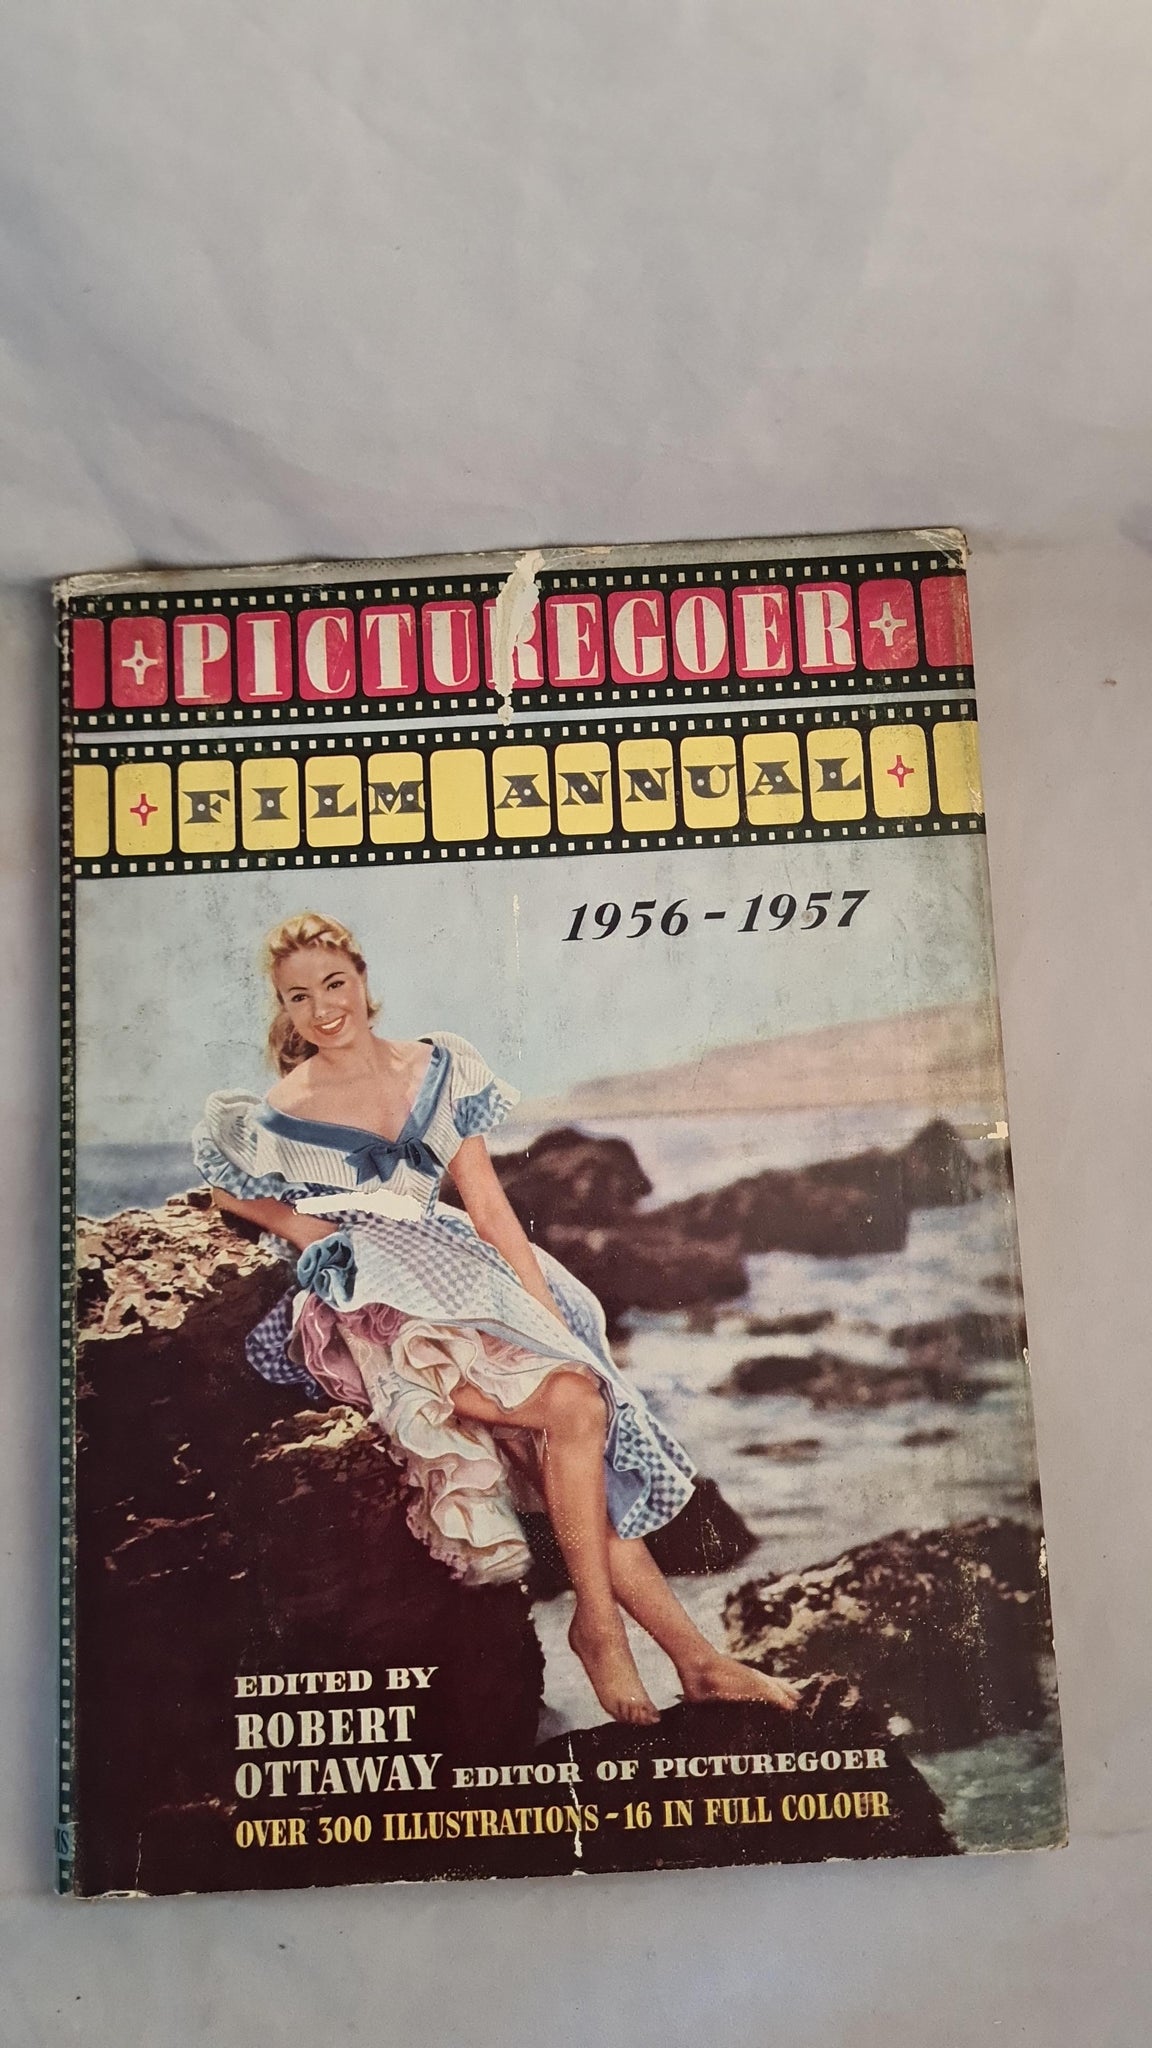 PICTUREGOER
FILM ANNUAL
1956-1957
EDITED BY
ROBERT
OTTAWAY EDITOR OF PICTUREGOER
OVER 300 ILLUSTRATIONS-16 IN FULL COLOUR